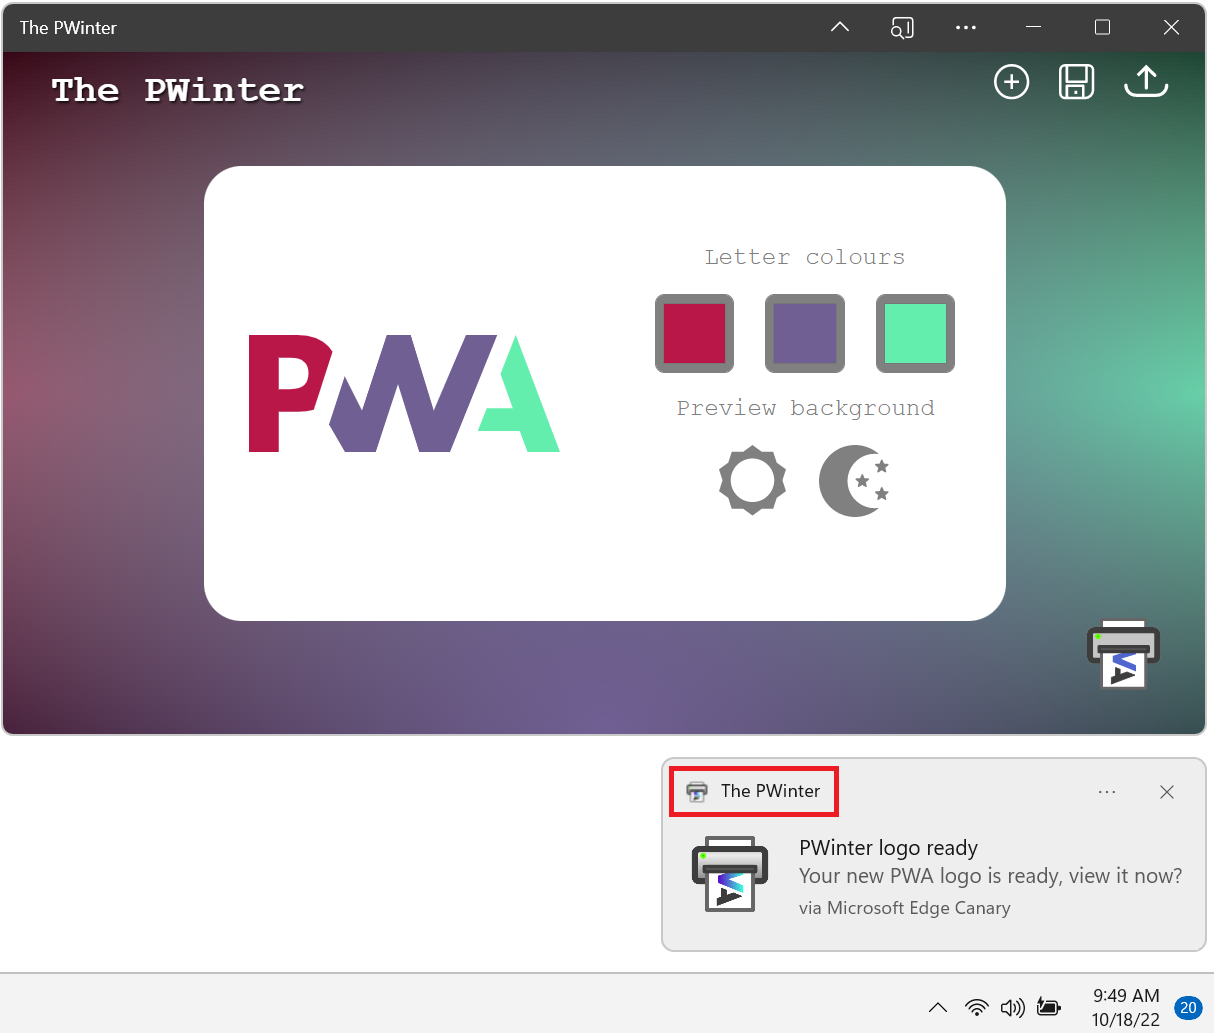 The PWinter
The PWinter
Letter colours
PWA
Preview background
The PWinter
PWinter logo ready
Your new PWA logo is ready, view it now?
via Microsoft Edge Canary
9:49 AM
10/18/22
20